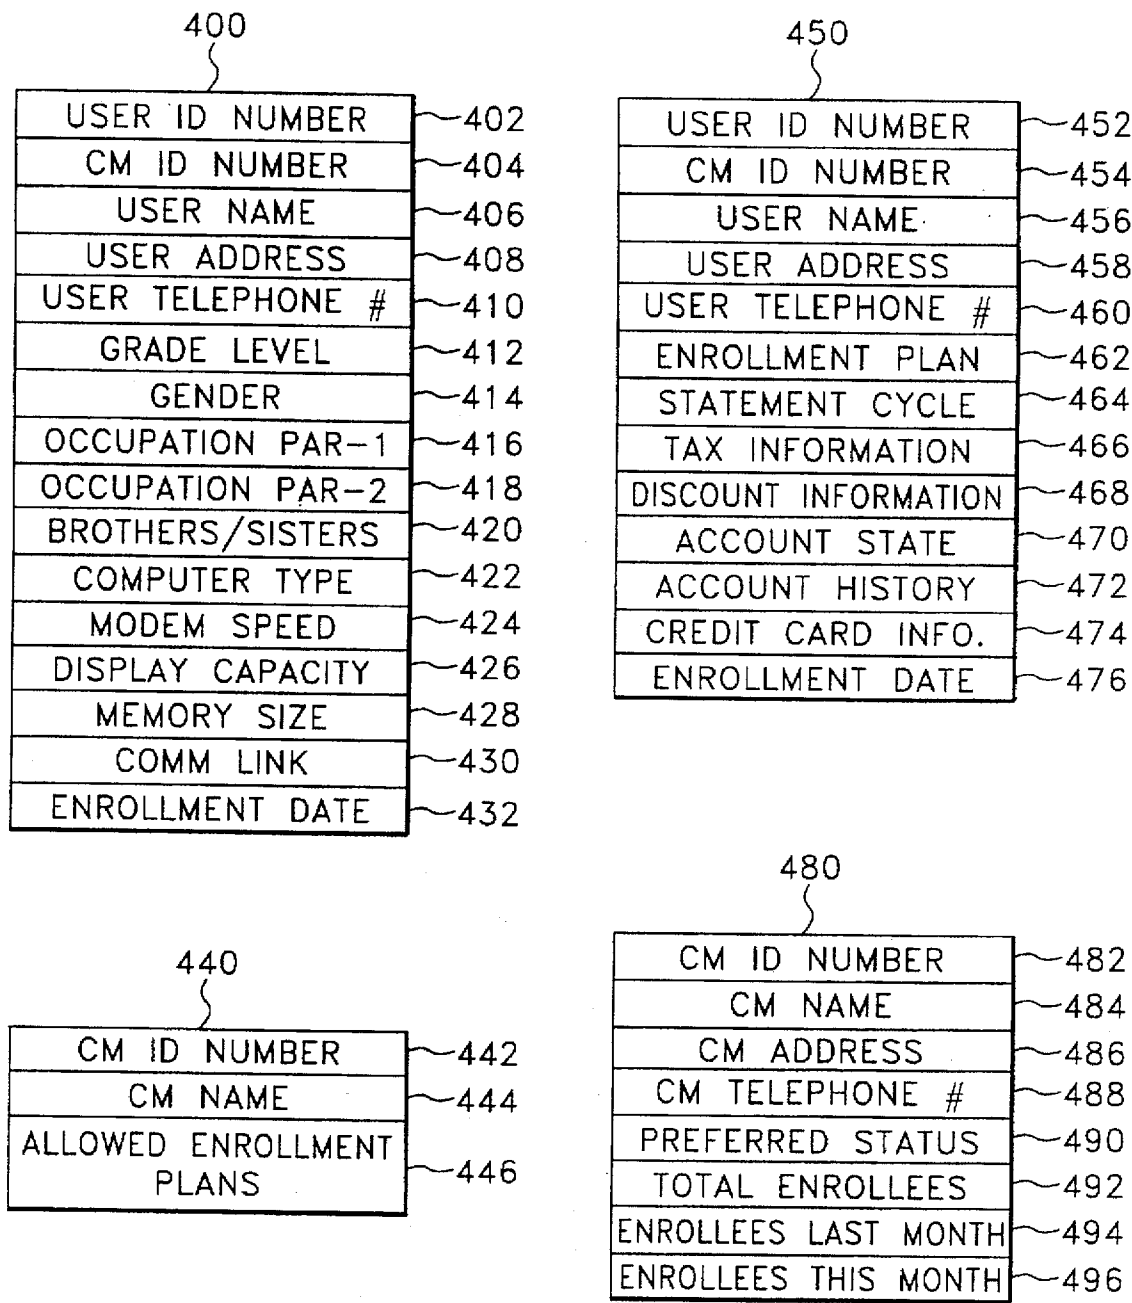 400
USER ID NUMBER 402
CM ID NUMBER 404
USER NAME 406
USER ADDRESS 408
USER TELEPHONE # 410
GRADE LEVEL 412
GENDER 414
OCCUPATION PAR-1 416
OCCUPATION PAR-2 418
BROTHERS/SISTERS 420
COMPUTER TYPE 422
MODEM SPEED 424
DISPLAY CAPACITY 426
MEMORY SIZE 428
COMM LINK 430
ENROLLMENT DATE 432
450
USER ID NUMBER 452
CM ID NUMBER 454
USER NAME 456
USER ADDRESS 458
USER TELEPHONE # 460
ENROLLMENT PLAN 462
STATEMENT CYCLE 464
TAX INFORMATION 466
DISCOUNT INFORMATION 468
ACCOUNT STATE 470
ACCOUNT HISTORY 472
CREDIT CARD INFO. 474
ENROLLMENT DATE 476
440
CM ID NUMBER 442
CM NAME 444
ALLOWED ENROLLMENT
PLANS 446
480
CM ID NUMBER 482
CM NAME 484
CM ADDRESS 486
CM TELEPHONE # 488
PREFERRED STATUS 490
TOTAL ENROLLEES 492
ENROLLEES LAST MONTH 494
ENROLLEES THIS MONTH 496